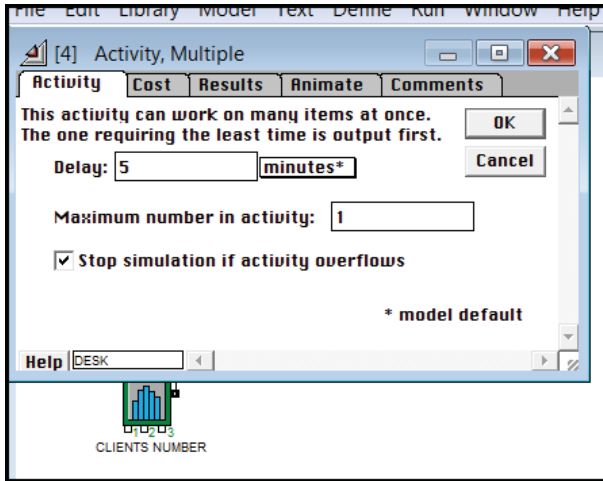 File Edit Library Model Text Define Run Window Help
[4] Activity, Multiple
Activity Cost Results Animate Comments
This activity can work on many items at once.
The one requiring the least time is output first.
OK
Cancel
Delay: 5 minutes*
Maximum number in activity: 1
Stop simulation if activity overflows
* model default
Help DESK
1 2 3
CLIENTS NUMBER